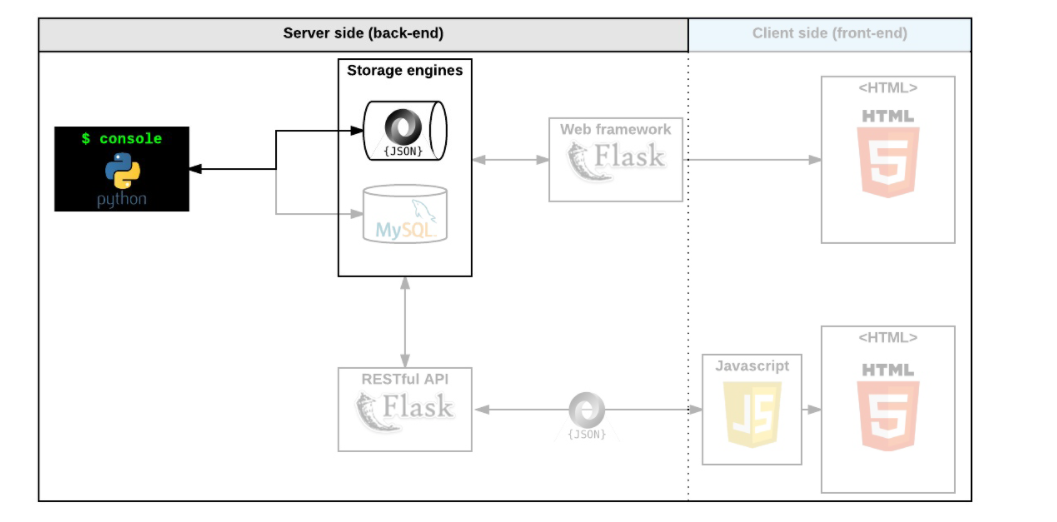 Server side (back-end)
Client side (front-end)
Storage engines
{JSON}
MySQL
$ console
python
Web framework
Flask
<HTML>
HTML
5
RESTful API
Flask
{JSON}
Javascript
JS
<HTML>
HTML
5